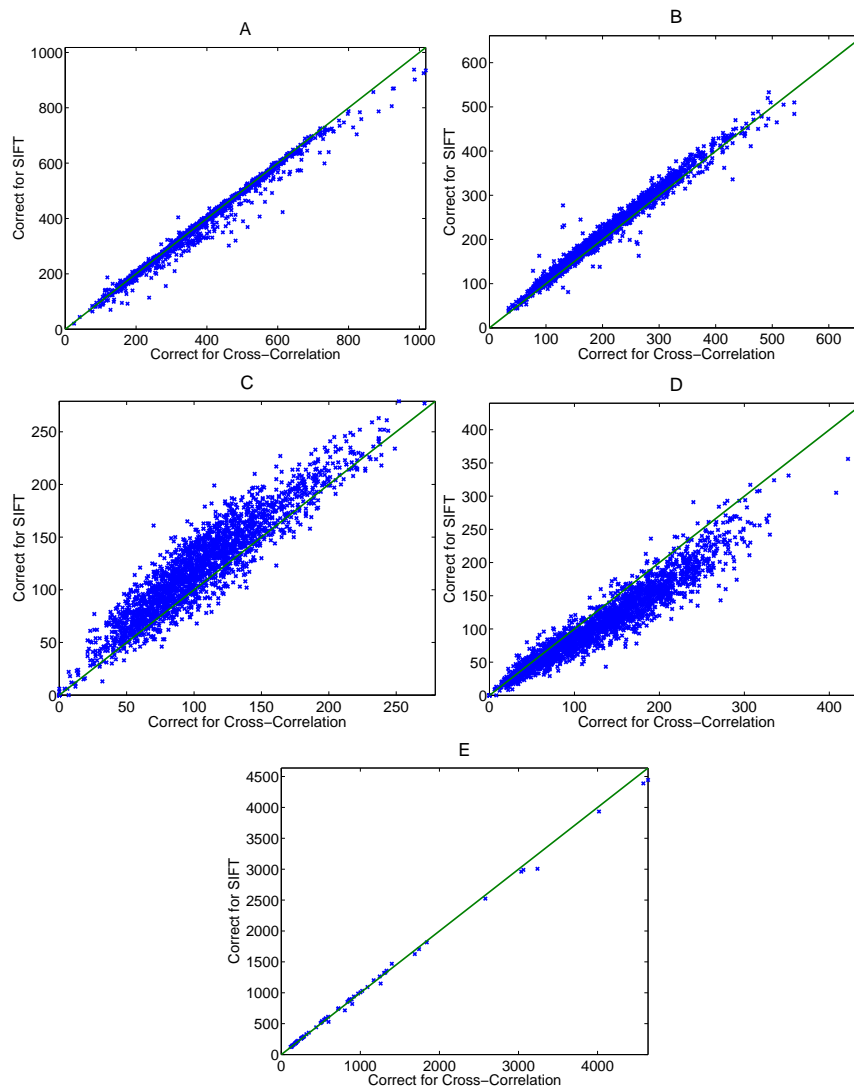 A
1000
800
600
400
200
0
0 200 400 600 800 1000
Correct for SIFT
Correct for Cross−Correlation
B
600
500
400
300
200
100
0
0 100 200 300 400 500 600
Correct for SIFT
Correct for Cross−Correlation
C
250
200
150
100
50
0
0 50 100 150 200 250
Correct for SIFT
Correct for Cross−Correlation
D
400
350
300
250
200
150
100
50
0
0 100 200 300 400
Correct for SIFT
Correct for Cross−Correlation
E
4500
4000
3500
3000
2500
2000
1500
1000
500
0
0 1000 2000 3000 4000
Correct for SIFT
Correct for Cross−Correlation